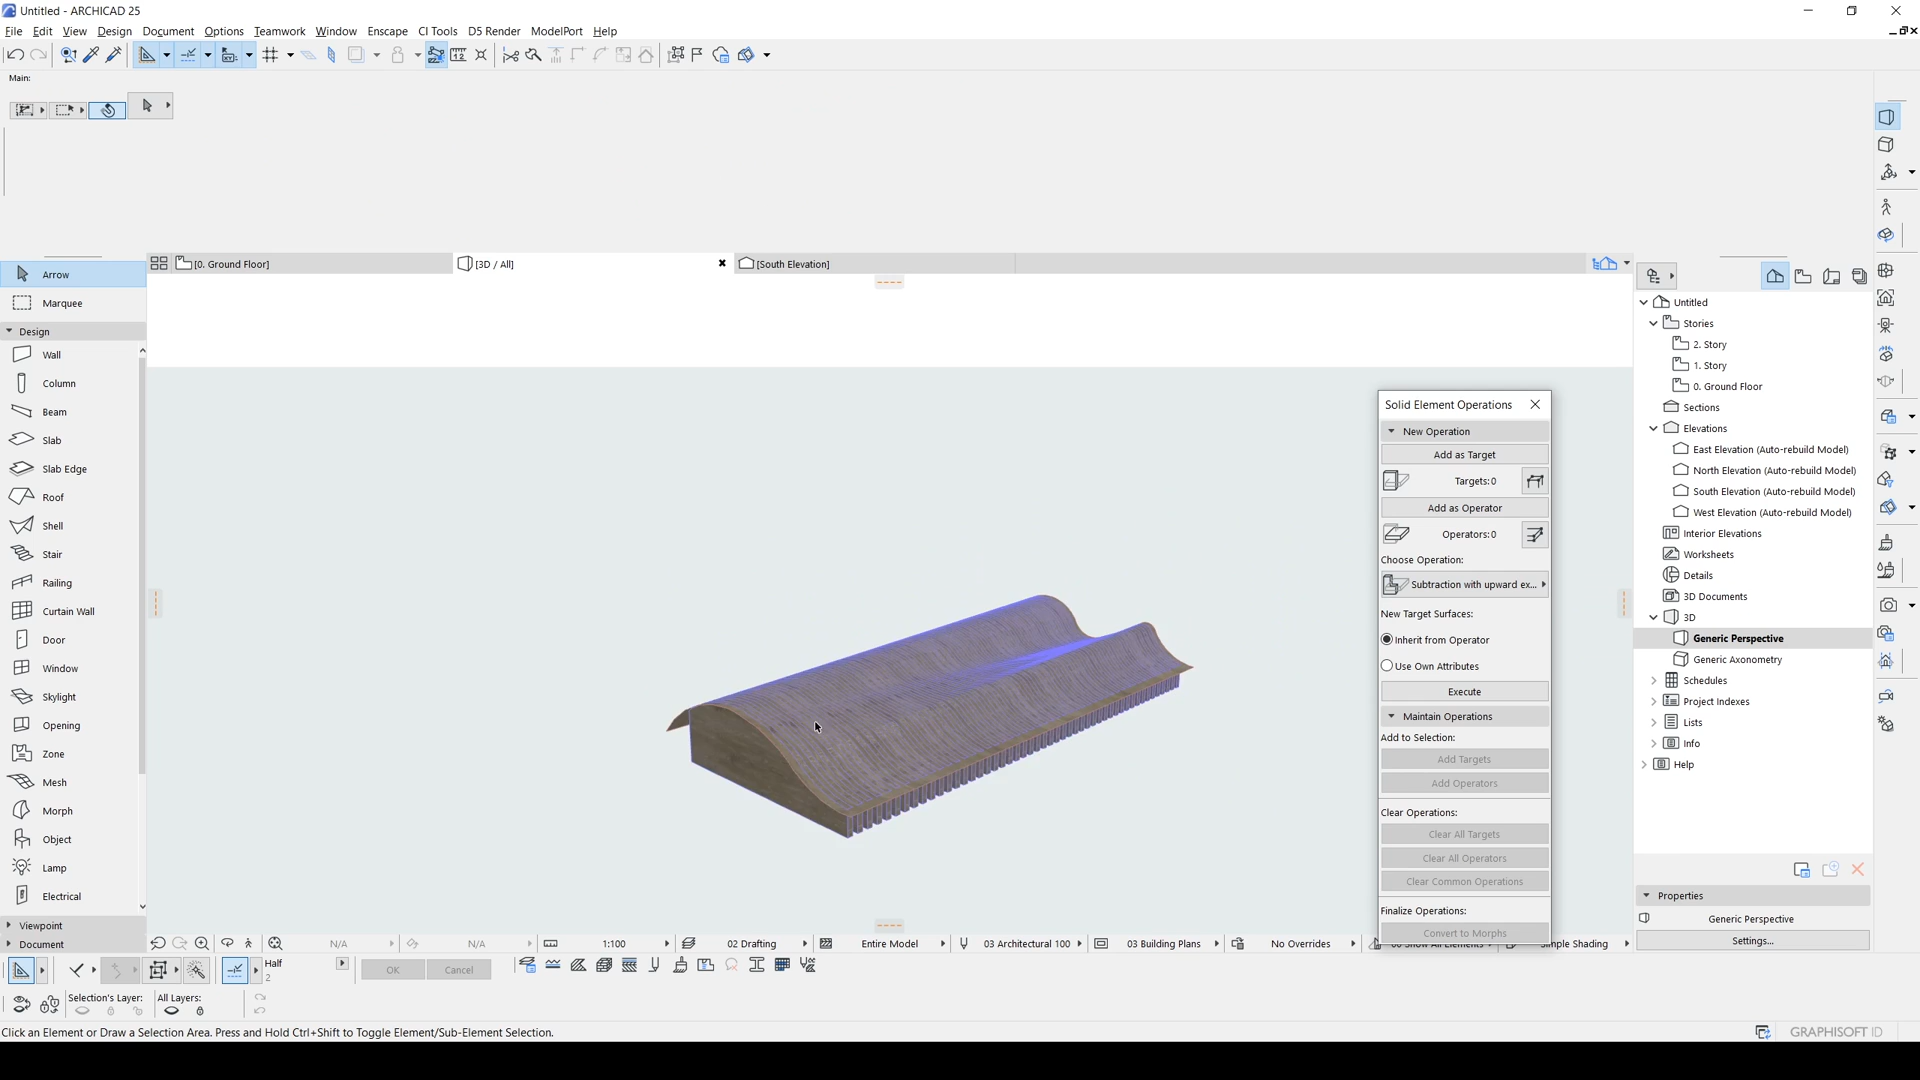 Untitled - ARCHICAD 25
File Edit View Design Document Options Teamwork Window Enscape CI Tools D5 Render ModelPort Help
Main:
[0. Ground Floor]
[3D / All]
[South Elevation]
Arrow
Marquee
Design
Wall
Column
Beam
Slab
Slab Edge
Roof
Shell
Stair
Railing
Curtain Wall
Door
Window
Skylight
Opening
Zone
Mesh
Morph
Object
Lamp
Electrical
Viewpoint
Document
Solid Element Operations
New Operation
Add as Target
Targets:0
Add as Operator
Operators:0
Choose Operation:
Subtraction with upward ex...
New Target Surfaces:
Inherit from Operator
Use Own Attributes
Execute
Maintain Operations
Add to Selection:
Add Targets
Add Operators
Clear Operations:
Clear All Targets
Clear All Operators
Clear Common Operations
Finalize Operations:
Convert to Morphs
Untitled
Stories
2. Story
1. Story
0. Ground Floor
Sections
Elevations
East Elevation (Auto-rebuild Model)
North Elevation (Auto-rebuild Model)
South Elevation (Auto-rebuild Model)
West Elevation (Auto-rebuild Model)
Interior Elevations
Worksheets
Details
3D Documents
3D
Generic Perspective
Generic Axonometry
Schedules
Project Indexes
Lists
Info
Help
Properties
Generic Perspective
Settings...
N/A N/A 1:100 02 Drafting Entire Model 03 Architectural 100 03 Building Plans No Overrides Simple Shading
Half
2
OK Cancel
Selection's Layer: All Layers:
Click an Element or Draw a Selection Area. Press and Hold Ctrl+Shift to Toggle Element/Sub-Element Selection.
GRAPHISOFT ID